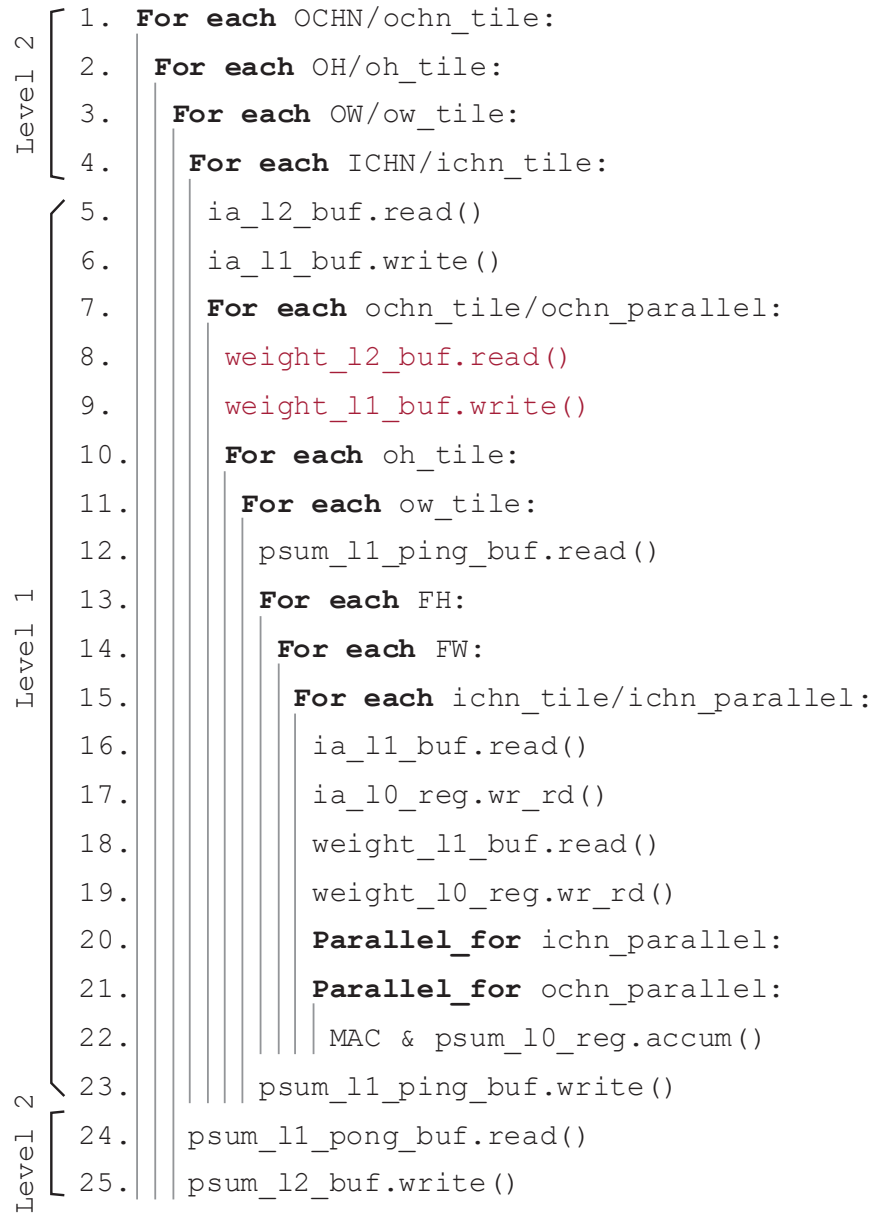 Level 2
1. For each OCHN/ochn_tile:
2. For each OH/oh_tile:
3. For each OW/ow_tile:
4. For each ICHN/ichn_tile:
Level 1
5. ia_l2_buf.read()
6. ia_l1_buf.write()
7. For each ochn_tile/ochn_parallel:
8. weight_l2_buf.read()
9. weight_l1_buf.write()
10. For each oh_tile:
11. For each ow_tile:
12. psum_l1_ping_buf.read()
13. For each FH:
14. For each FW:
15. For each ichn_tile/ichn_parallel:
16. ia_l1_buf.read()
17. ia_l0_reg.wr_rd()
18. weight_l1_buf.read()
19. weight_l0_reg.wr_rd()
20. Parallel_for ichn_parallel:
21. Parallel_for ochn_parallel:
22. MAC & psum_l0_reg.accum()
23. psum_l1_ping_buf.write()
Level 2
24. psum_l1_pong_buf.read()
25. psum_l2_buf.write()